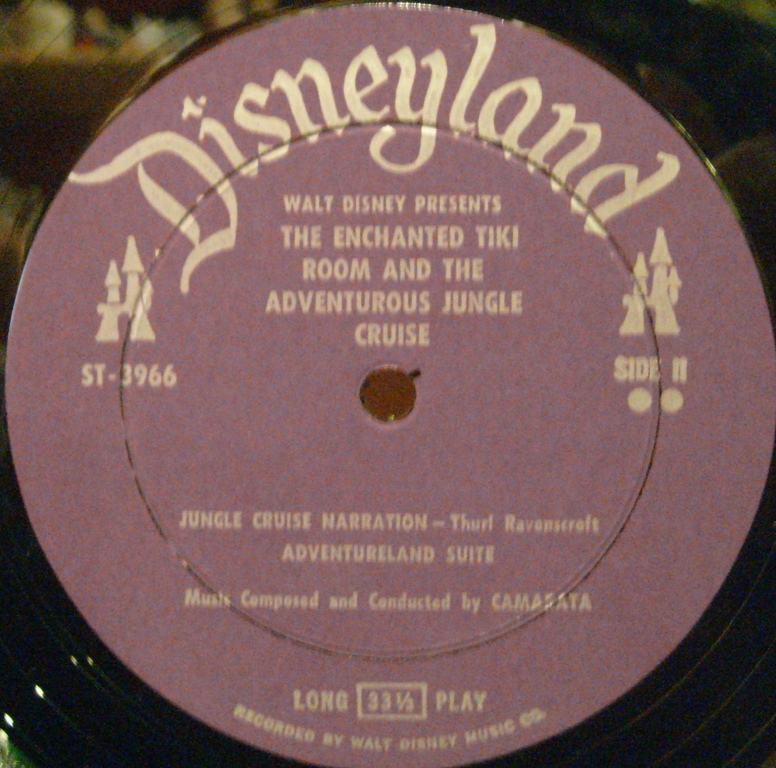 Disneyland
WALT DISNEY PRESENTS
THE ENCHANTED TIKI
ROOM AND THE
ADVENTUROUS JUNGLE
CRUISE
ST-3966
SIDE II
JUNGLE CRUISE NARRATION – Thurl Ravenscroft
ADVENTURELAND SUITE
Music Composed and Conducted by CAMARATA
LONG 33⅓ PLAY
RECORDED BY WALT DISNEY MUSIC CO.